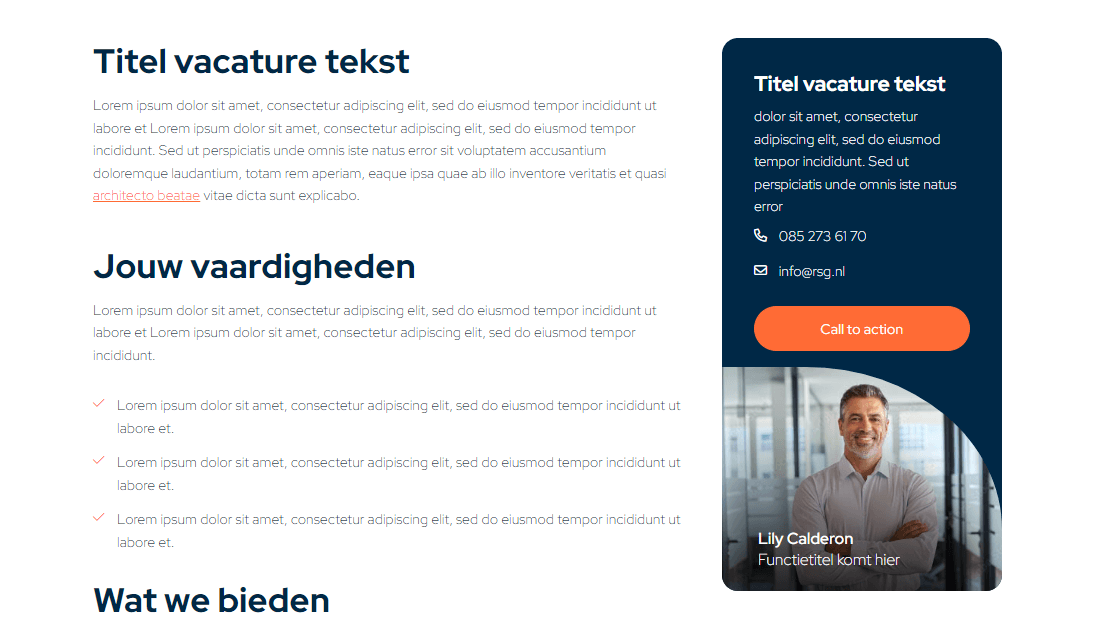 Titel vacature tekst
Lorem ipsum dolor sit amet, consectetur adipiscing elit, sed do eiusmod tempor incididunt ut
labore et Lorem ipsum dolor sit amet, consectetur adipiscing elit, sed do eiusmod tempor
incididunt. Sed ut perspiciatis unde omnis iste natus error sit voluptatem accusantium
doloremque laudantium, totam rem aperiam, eaque ipsa quae ab illo inventore veritatis et quasi
architecto beatae vitae dicta sunt explicabo.
Jouw vaardigheden
Lorem ipsum dolor sit amet, consectetur adipiscing elit, sed do eiusmod tempor incididunt ut
labore et Lorem ipsum dolor sit amet, consectetur adipiscing elit, sed do eiusmod tempor
incididunt.
Lorem ipsum dolor sit amet, consectetur adipiscing elit, sed do eiusmod tempor incididunt ut
labore et.
Lorem ipsum dolor sit amet, consectetur adipiscing elit, sed do eiusmod tempor incididunt ut
labore et.
Lorem ipsum dolor sit amet, consectetur adipiscing elit, sed do eiusmod tempor incididunt ut
labore et.
Wat we bieden
Titel vacature tekst
dolor sit amet, consectetur
adipiscing elit, sed do eiusmod
tempor incididunt. Sed ut
perspiciatis unde omnis iste natus
error
085 273 61 70
info@rsg.nl
Call to action
Lily Calderon
Functietitel komt hier